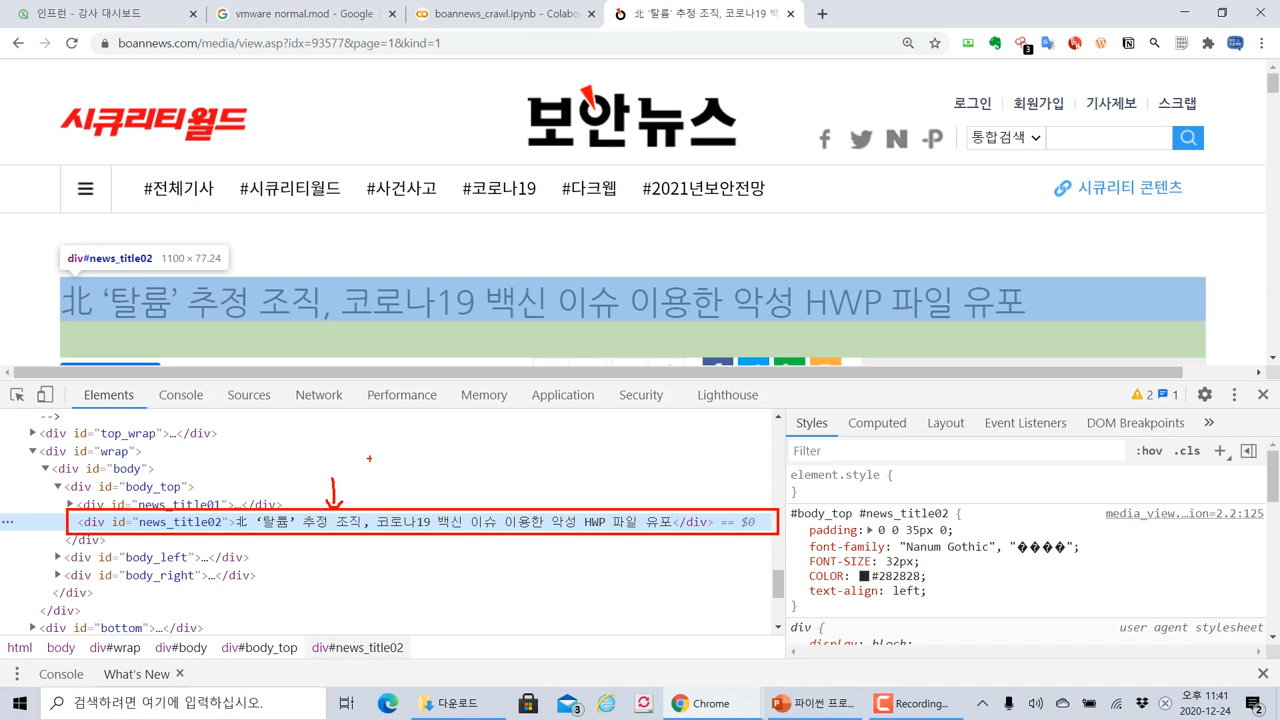 인프런 - 강사 대시보드
vmware normal.mod - Google
boannews_crawl.ipynb - Colabo
北 '탈륨' 추정 조직, 코로나19 백
boannews.com/media/view.asp?idx=93577&page=1&kind=1
3
시큐리티월드
보안뉴스
로그인 회원가입 기사제보 스크랩
통합검색
#전체기사 #시큐리티월드 #사건사고 #코로나19 #다크웹 #2021년보안전망
시큐리티 콘텐츠
div#news_title02 1100 × 77.24
北 ‘탈륨’ 추정 조직, 코로나19 백신 이슈 이용한 악성 HWP 파일 유포
Elements Console Sources Network Performance Memory Application Security Lighthouse
2 1
-->
<div id="top_wrap">…</div>
<div id="wrap">
<div id="body">
<div id="body_top">
<div id="news_title01">…</div>
<div id="news_title02">北 ‘탈륨’ 추정 조직, 코로나19 백신 이슈 이용한 악성 HWP 파일 유포</div> == $0
</div>
<div id="body_left">…</div>
<div id="body_right">…</div>
</div>
</div>
<div id="bottom">…</div>
html body div#wrap div#body div#body_top div#news_title02
Styles Computed Layout Event Listeners DOM Breakpoints »
Filter :hov .cls +
element.style {
}
#body_top #news_title02 { media_view.…ion=2.2:125
padding: 0 0 35px 0;
font-family: "Nanum Gothic", "����";
FONT-SIZE: 32px;
COLOR: #282828;
text-align: left;
}
div { user agent stylesheet
display: block;
Console What's New
검색하려면 여기에 입력하십시오.
3
다운로드
Chrome
파이썬 프로...
Recording...
오후 11:41
2020-12-24
2